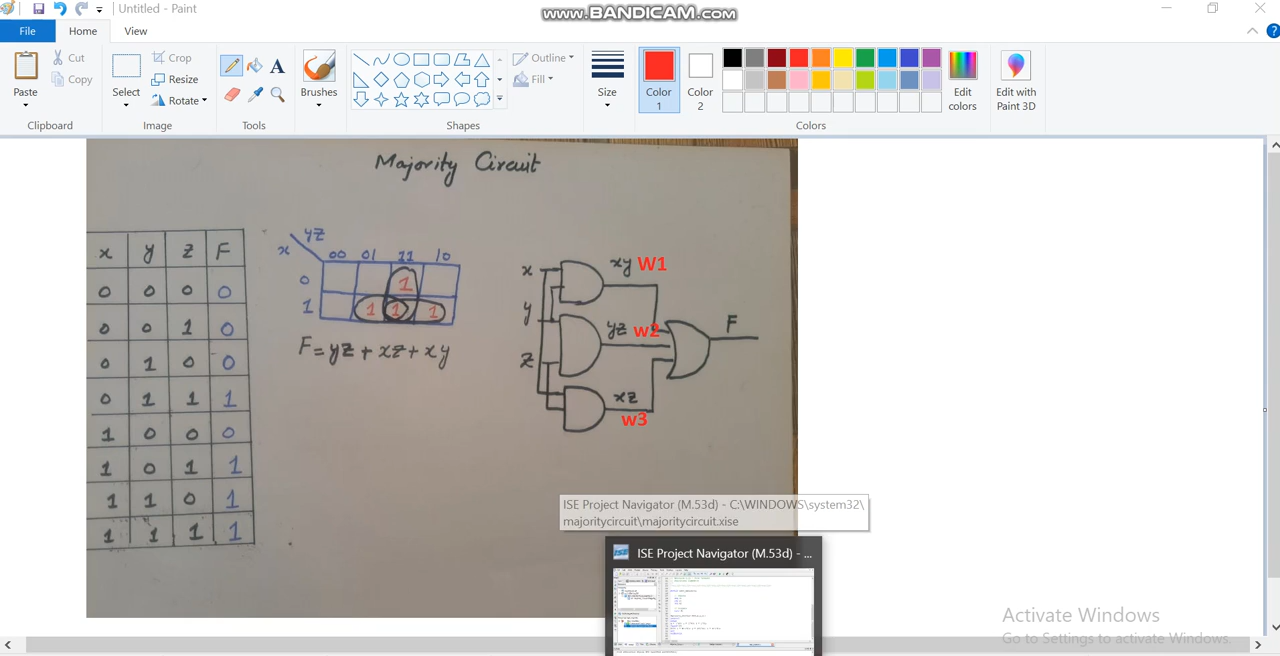 Untitled - Paint
www.BANDICAM.com
File Home View
Paste
Cut
Copy
Clipboard
Select
Crop
Resize
Rotate
Image
A
Tools
Brushes
Outline
Fill
Shapes
Size
Color
1
Color
2
Edit
colors
Edit with
Paint 3D
Colors
Majority Circuit
x y z F
0 0 0 0
0 0 1 0
0 1 0 0
0 1 1 1
1 0 0 0
1 0 1 1
1 1 0 1
1 1 1 1
yz
x 00 01 11 10
0 1
1 1 1 1
F = yz + xz + xy
x
y
z
xy W1
yz w2
xz
w3
F
ISE Project Navigator (M.53d) - C:\WINDOWS\system32\
majoritycircuit\majoritycircuit.xise
ISE
ISE Project Navigator (M.53d) - ...
Activate Windows
Go to Settings to activate Windows.